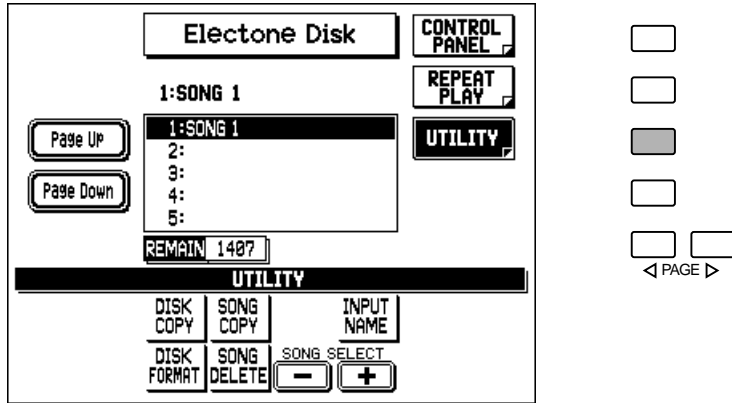 Electone Disk
CONTROL
PANEL
1:SONG 1
REPEAT
PLAY
Page Up
1:SONG 1
UTILITY
2:
3:
Page Down
4:
5:
REMAIN 1407
PAGE
UTILITY
DISK
COPY
SONG
COPY
INPUT
NAME
DISK
FORMAT
SONG
DELETE
SONG SELECT
− +